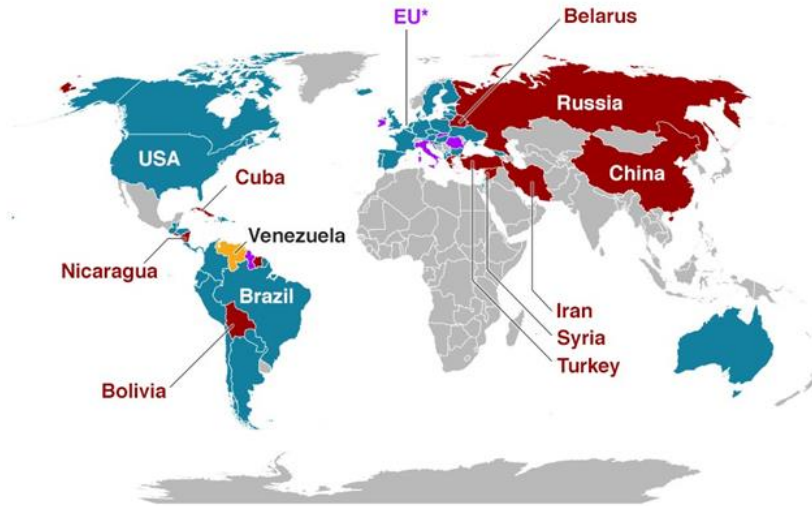 EU*
Belarus
Russia
USA
China
Cuba
Venezuela
Nicaragua
Brazil
Iran
Syria
Turkey
Bolivia